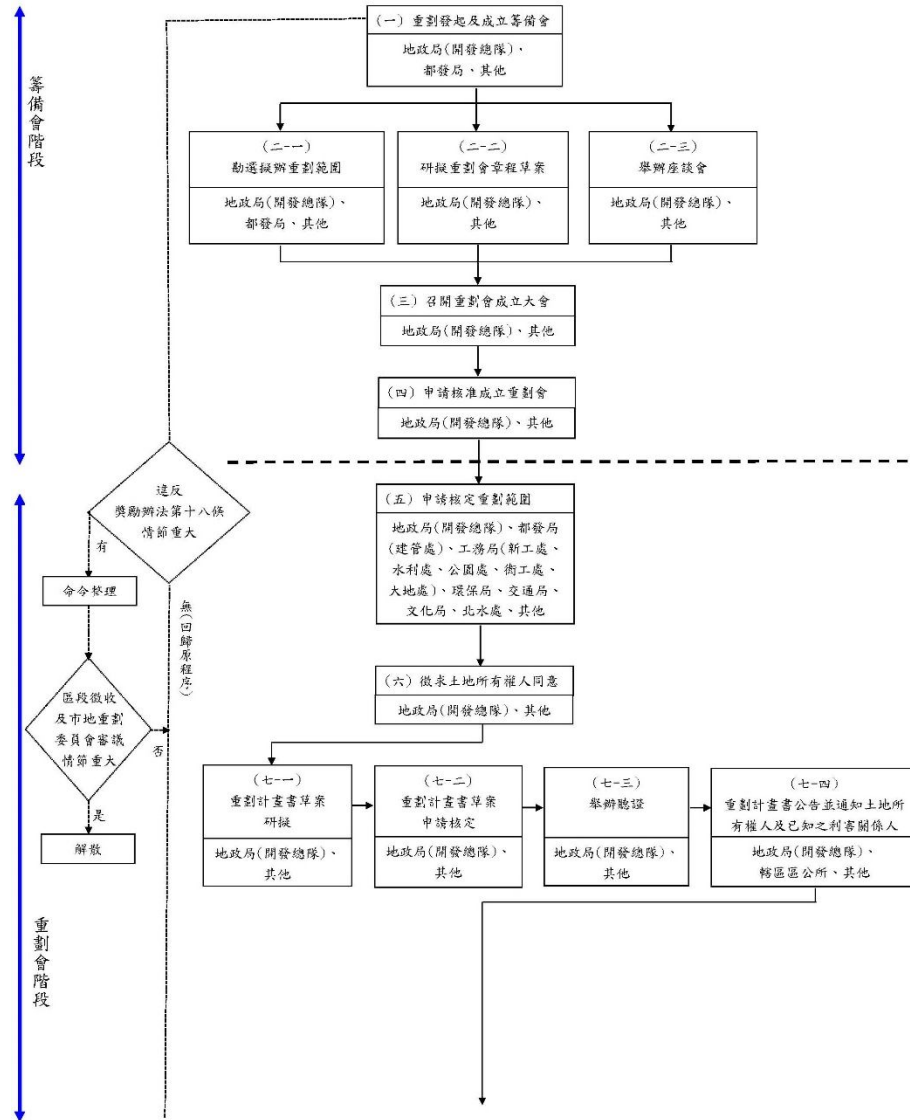 籌備會階段
(一) 重劃發起及成立籌備會
地政局(開發總隊)、
都發局、其他
(二-一)
勘選擬辦重劃範圍
地政局(開發總隊)、
都發局、其他
(二-二)
研擬重劃會章程草案
地政局(開發總隊)、
其他
(二-三)
舉辦座談會
地政局(開發總隊)、
其他
(三) 召開重劃會成立大會
地政局(開發總隊)、其他
(四) 申請核准成立重劃會
地政局(開發總隊)、其他
重劃會階段
違反
獎勵辦法第十八條
情節重大
有
無(回歸原程序)
命令整理
區段徵收
及市地重劃
委員會審議
情節重大
否
是
解散
(五) 申請核定重劃範圍
地政局(開發總隊)、都發局
(建管處)、工務局(新工處、
水利處、公園處、衛工處、
大地處)、環保局、交通局、
文化局、北水處、其他
(六) 徵求土地所有權人同意
地政局(開發總隊)、其他
(七-一)
重劃計畫書草案
研擬
地政局(開發總隊)、
其他
(七-二)
重劃計畫書草案
申請核定
地政局(開發總隊)、
其他
(七-三)
舉辦聽證
地政局(開發總隊)、
其他
(七-四)
重劃計畫書公告並通知土地所
有權人及已知之利害關係人
地政局(開發總隊)、
轄區區公所、其他